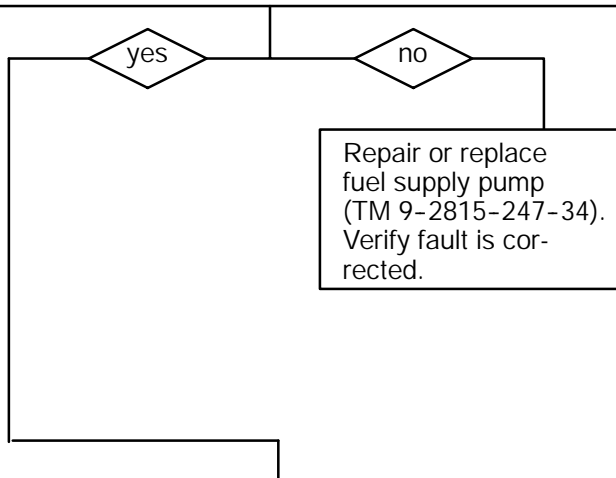 yes
no
Repair or replace
fuel supply pump
(TM 9-2815-247-34).
Verify fault is cor-
rected.